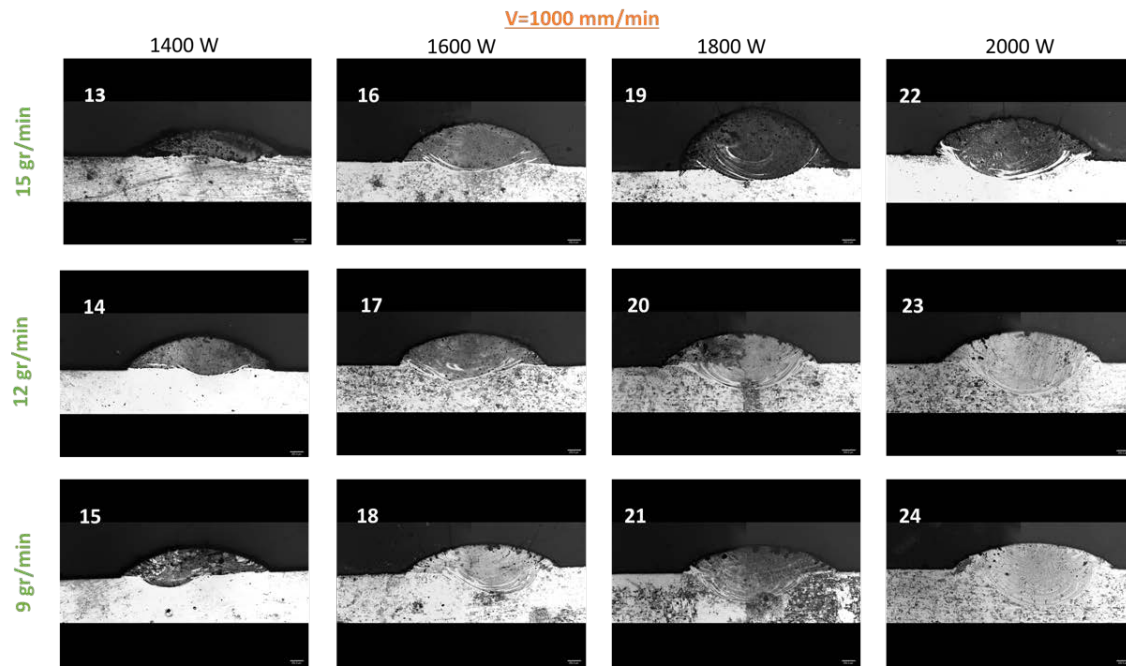 V=1000 mm/min
1400 W 1600 W 1800 W 2000 W
15 gr/min
13 16 19 22
12 gr/min
14 17 20 23
9 gr/min
15 18 21 24